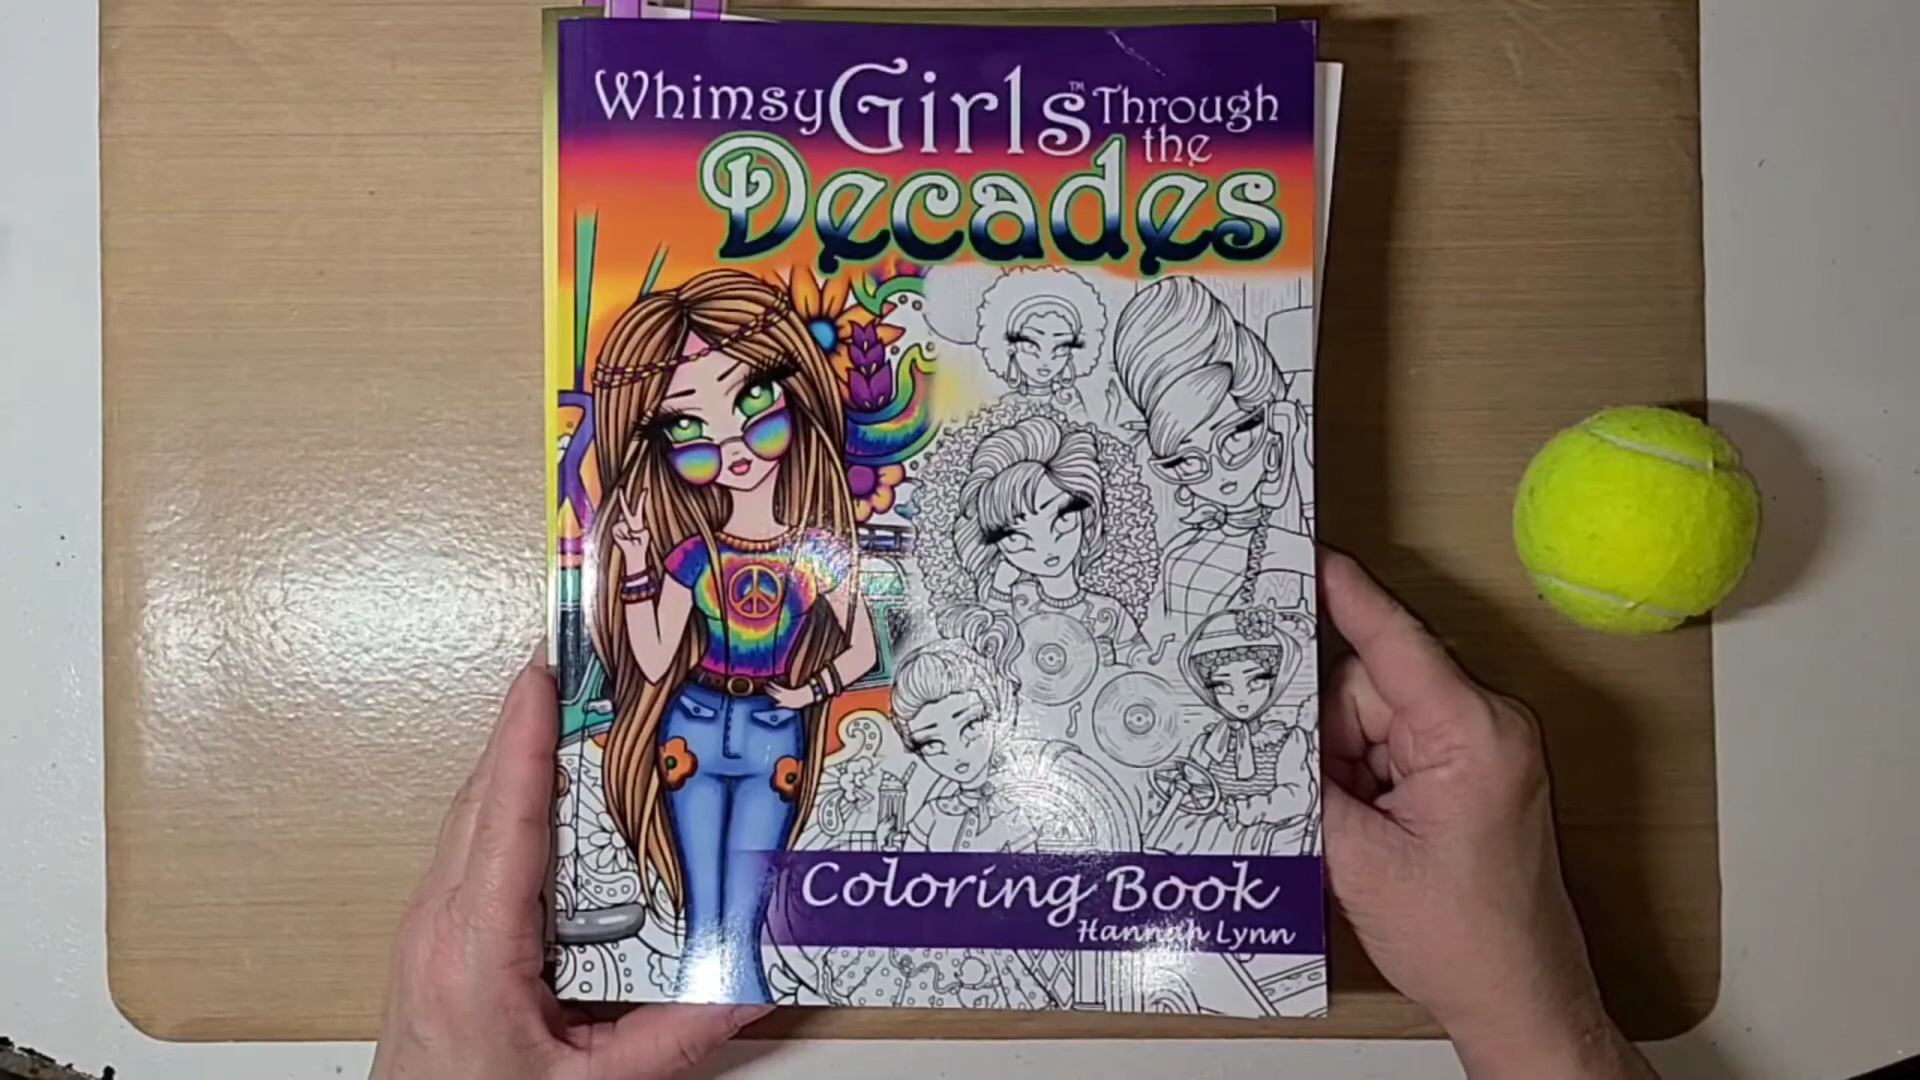 Whimsy Girls™ Through
the
Decades
Coloring Book
Hannah Lynn